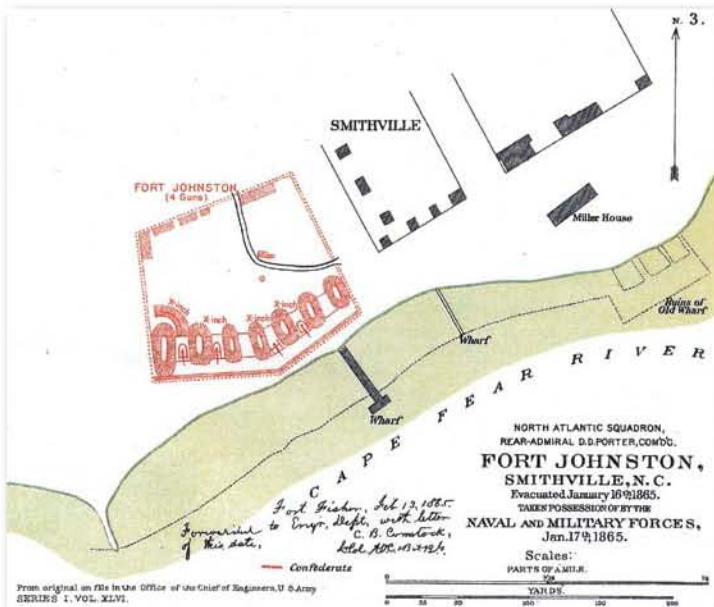 N. 3.
SMITHVILLE
FORT JOHNSTON
(4 Guns)
X-inch
X-inch
X-inch
X-inch
Miller House
Ruins of
Old Wharf
Wharf
Wharf
CAPE FEAR RIVER
NORTH ATLANTIC SQUADRON,
REAR-ADMIRAL D.D. PORTER, COM'D'G.
FORT JOHNSTON,
SMITHVILLE, N.C.
Evacuated January 16th, 1865.
TAKEN POSSESSION OF BY THE
NAVAL AND MILITARY FORCES,
Jan. 17th, 1865.
Fort Fisher, Feb 13, 1865.
Forwarded to Engr. Dept. with letter
of this date,
C. B. Comstock,
Confederate
Scales:
PARTS OF A MILE.
YARDS.
From original on file in the Office of the Chief of Engineers, U S Army
SERIES I. VOL. XLVI.